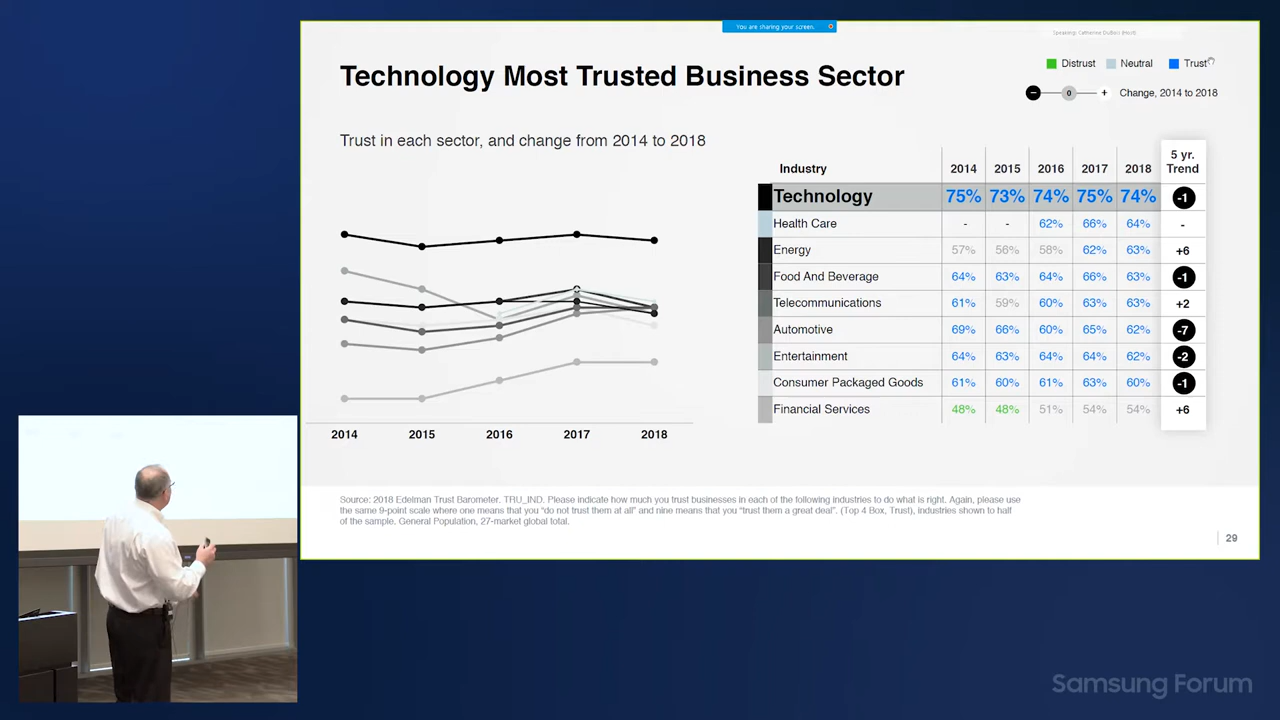 You are sharing your screen.
Speaking: Catherine DuBois (Host)
Technology Most Trusted Business Sector
Distrust Neutral Trust
− 0 + Change, 2014 to 2018
Trust in each sector, and change from 2014 to 2018
5 yr.
Industry 2014 2015 2016 2017 2018 Trend
Technology 75% 73% 74% 75% 74% -1
Health Care - - 62% 66% 64% -
Energy 57% 56% 58% 62% 63% +6
Food And Beverage 64% 63% 64% 66% 63% -1
Telecommunications 61% 59% 60% 63% 63% +2
Automotive 69% 66% 60% 65% 62% -7
Entertainment 64% 63% 64% 64% 62% -2
Consumer Packaged Goods 61% 60% 61% 63% 60% -1
Financial Services 48% 48% 51% 54% 54% +6
2014 2015 2016 2017 2018
Source: 2018 Edelman Trust Barometer. TRU_IND. Please indicate how much you trust businesses in each of the following industries to do what is right. Again, please use
the same 9-point scale where one means that you “do not trust them at all” and nine means that you “trust them a great deal”. (Top 4 Box, Trust), industries shown to half
of the sample. General Population, 27-market global total.
29
Samsung Forum